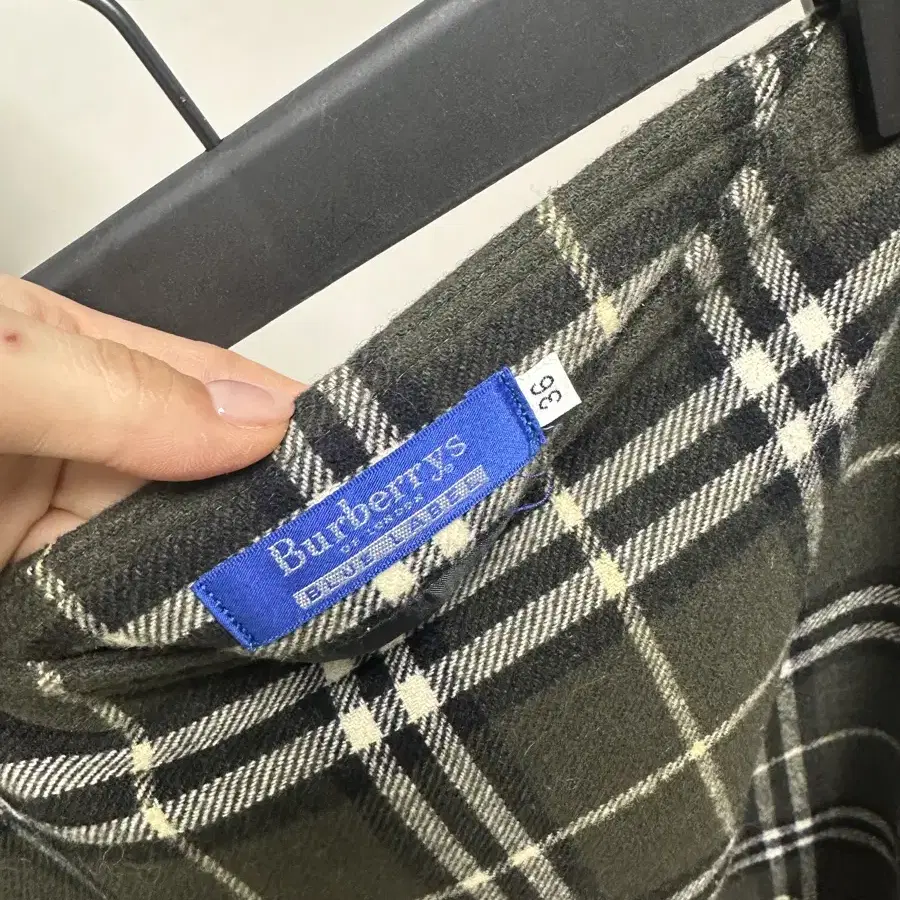 Burberrys
OF LONDON
BLUE LABEL
36